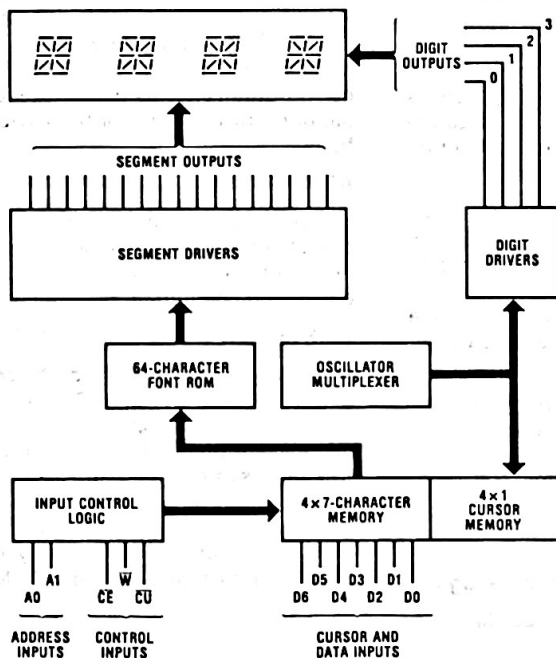 3
2
DIGIT
OUTPUTS
1
0
SEGMENT OUTPUTS
SEGMENT DRIVERS
DIGIT
DRIVERS
64-CHARACTER
FONT ROM
OSCILLATOR
MULTIPLEXER
INPUT CONTROL
LOGIC
4×7-CHARACTER
MEMORY
4×1
CURSOR
MEMORY
A0 A1 C̅E̅ W̅ C̅U̅
D6 D5 D4 D3 D2 D1 D0
ADDRESS
INPUTS
CONTROL
INPUTS
CURSOR AND
DATA INPUTS